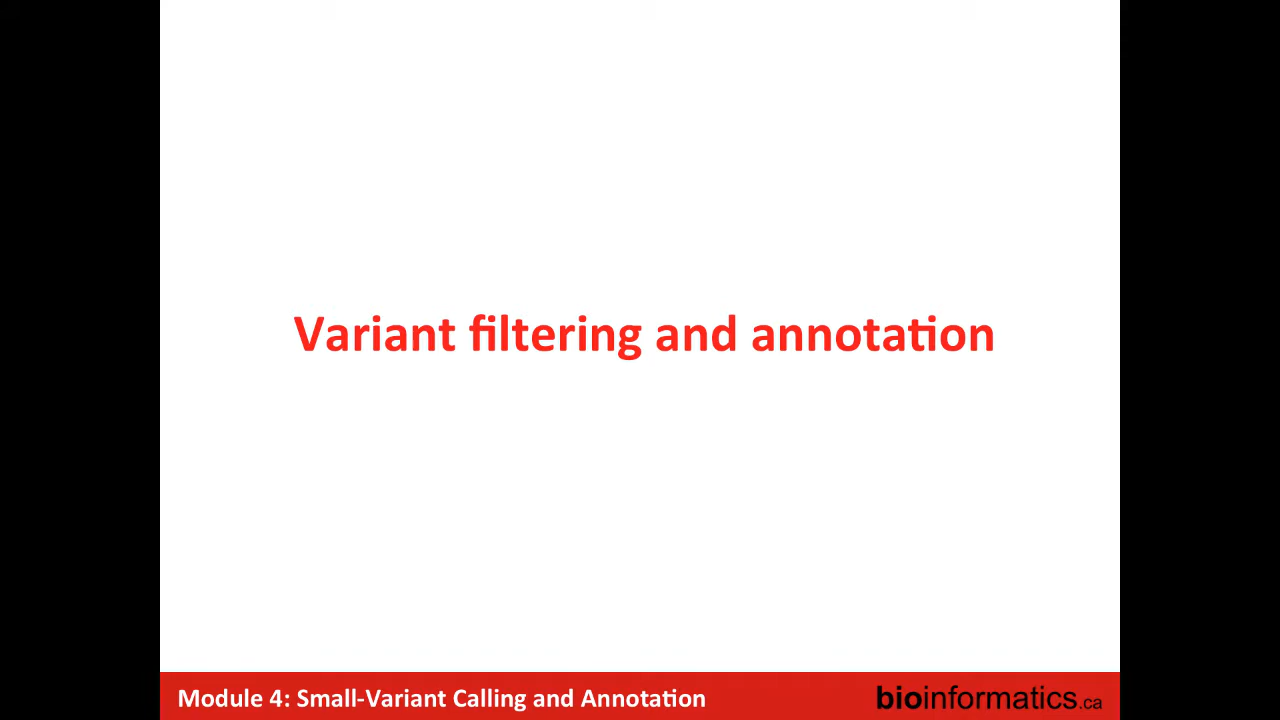 Variant filtering and annotation
Module 4: Small-Variant Calling and Annotation
bioinformatics.ca